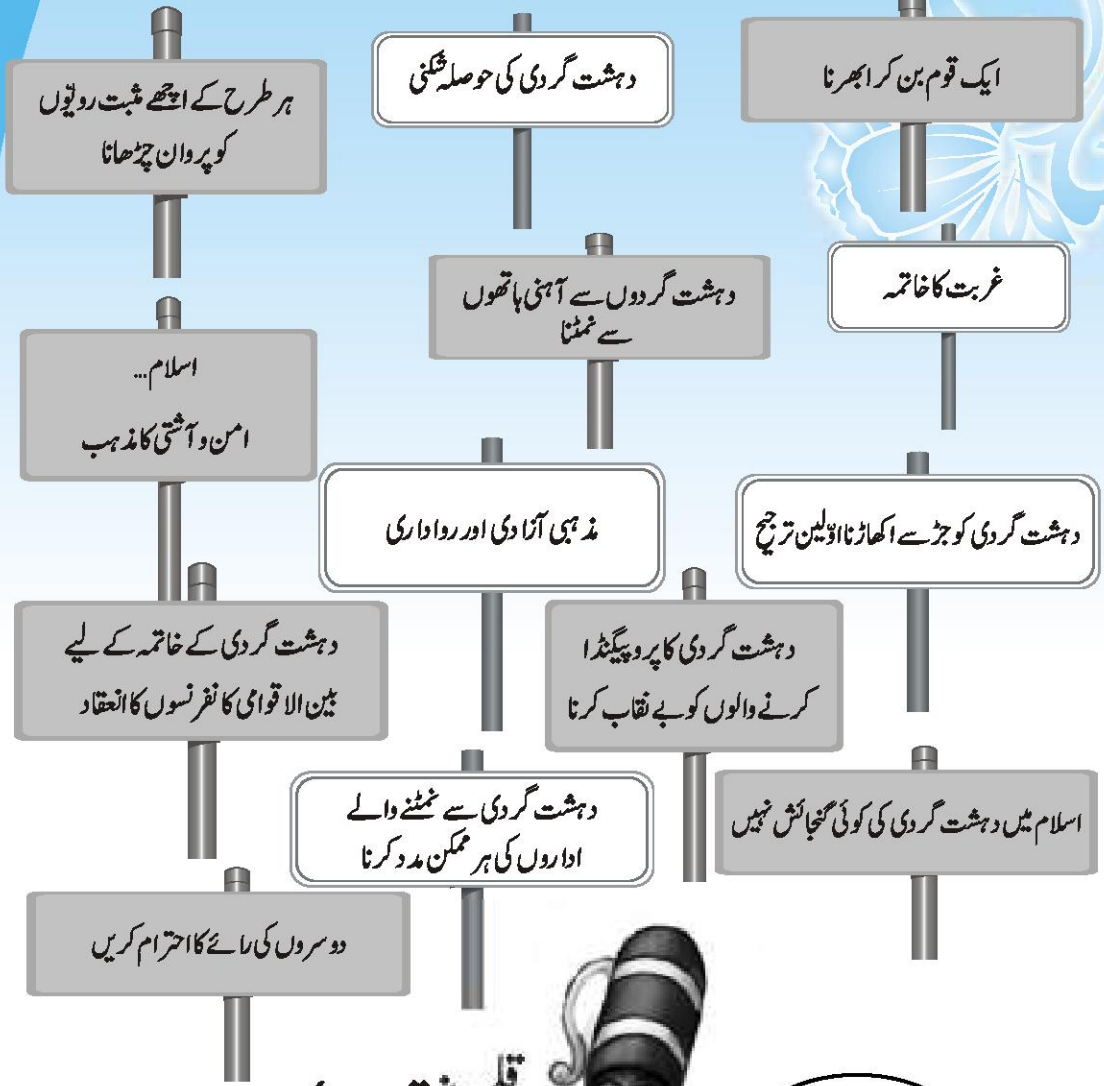 ایک قوم بن کر ابھرنا
دہشت گردی کی حوصلہ شکنی
ہر طرح کے اچھے مثبت رویّوں
کو پروان چڑھانا
غربت کا خاتمہ
دہشت گردوں سے آہنی ہاتھوں
سے نمٹنا
اسلام...
امن و آشتی کا مذہب
دہشت گردی کو جڑ سے اکھاڑنا اوّلین ترجیح
مذہبی آزادی اور رواداری
دہشت گردی کا پروپیگنڈا
کرنے والوں کو بے نقاب کرنا
دہشت گردی کے خاتمہ کے لیے
بین الاقوامی کانفرنسوں کا انعقاد
اسلام میں دہشت گردی کی کوئی گنجائش نہیں
دہشت گردی سے نمٹنے والے
اداروں کی ہر ممکن مدد کرنا
دوسروں کی رائے کا احترام کریں